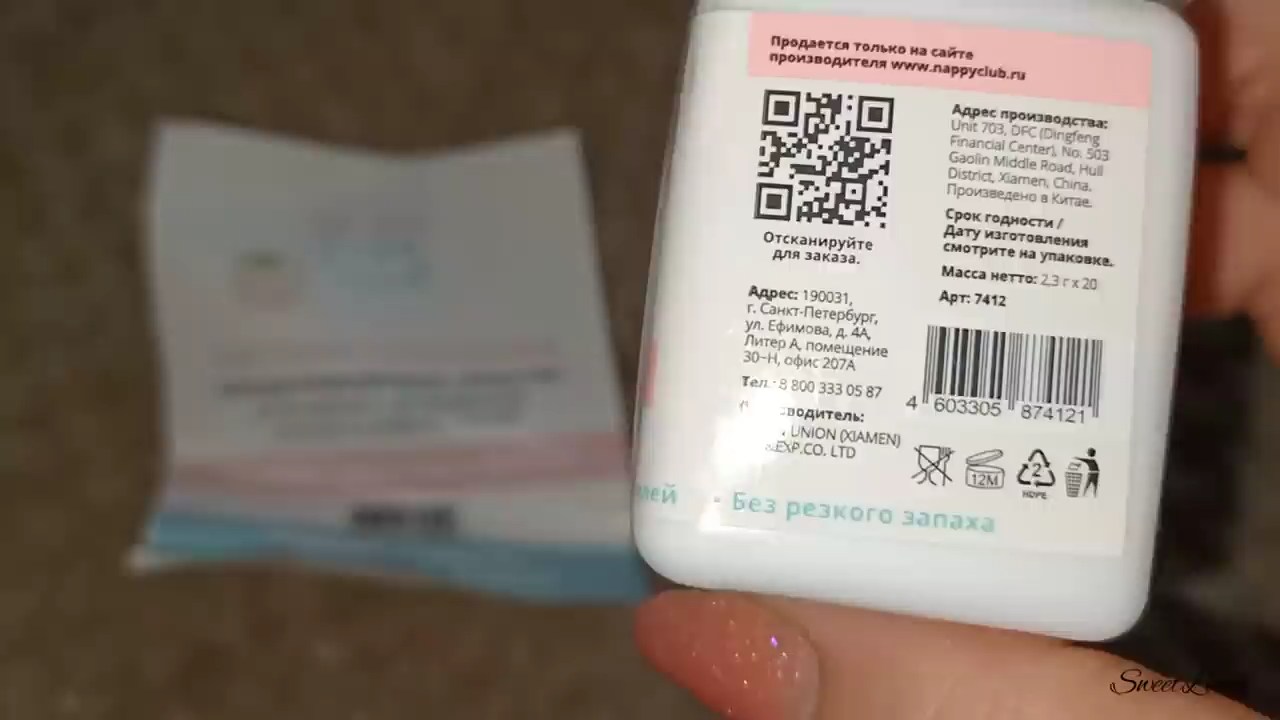 Продается только на сайте
производителя www.nappyclub.ru
Отсканируйте
для заказа.
Адрес: 190031,
г. Санкт-Петербург,
ул. Ефимова, д. 4А,
Литер А, помещение
30-Н, офис 207А
Тел.: 8 800 333 05 87
UNION (XIAMEN)
EXP.CO. LTD
Адрес производства:
Unit 703, DFC (Dingfeng
Financial Center), No. 503
Gaolin Middle Road, Huli
District, Xiamen, China.
Произведено в Китае.
Срок годности /
Дату изготовления
смотрите на упаковке.
Масса нетто: 2,3 г х 20
Арт: 7412
4 603305 874121
12M
2
HDPE
• Без резкого запаха
Sweet